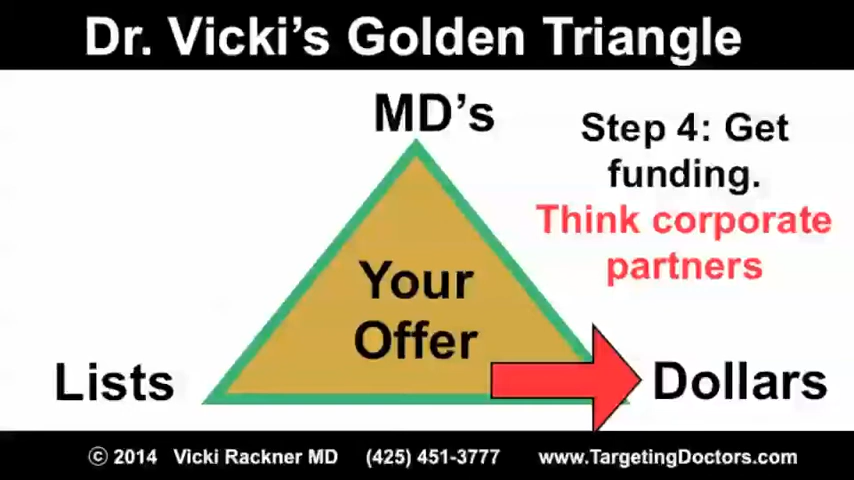 Dr. Vicki's Golden Triangle
MD's
Step 4: Get
funding.
Think corporate
partners
Your
Offer
Lists
Dollars
© 2014 Vicki Rackner MD (425) 451-3777 www.TargetingDoctors.com